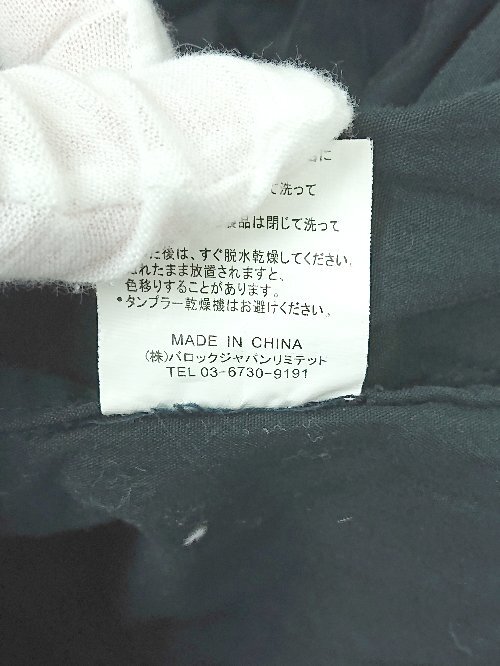 に
て洗って
製品は閉じて洗って
た後は、すぐ脱水乾燥してください。
れたまま放置されますと、
色移りすることがあります。
*タンブラー乾燥機はお避けください。
MADE IN CHINA
(株)バロックジャパンリミテッド
TEL 03-6730-9191